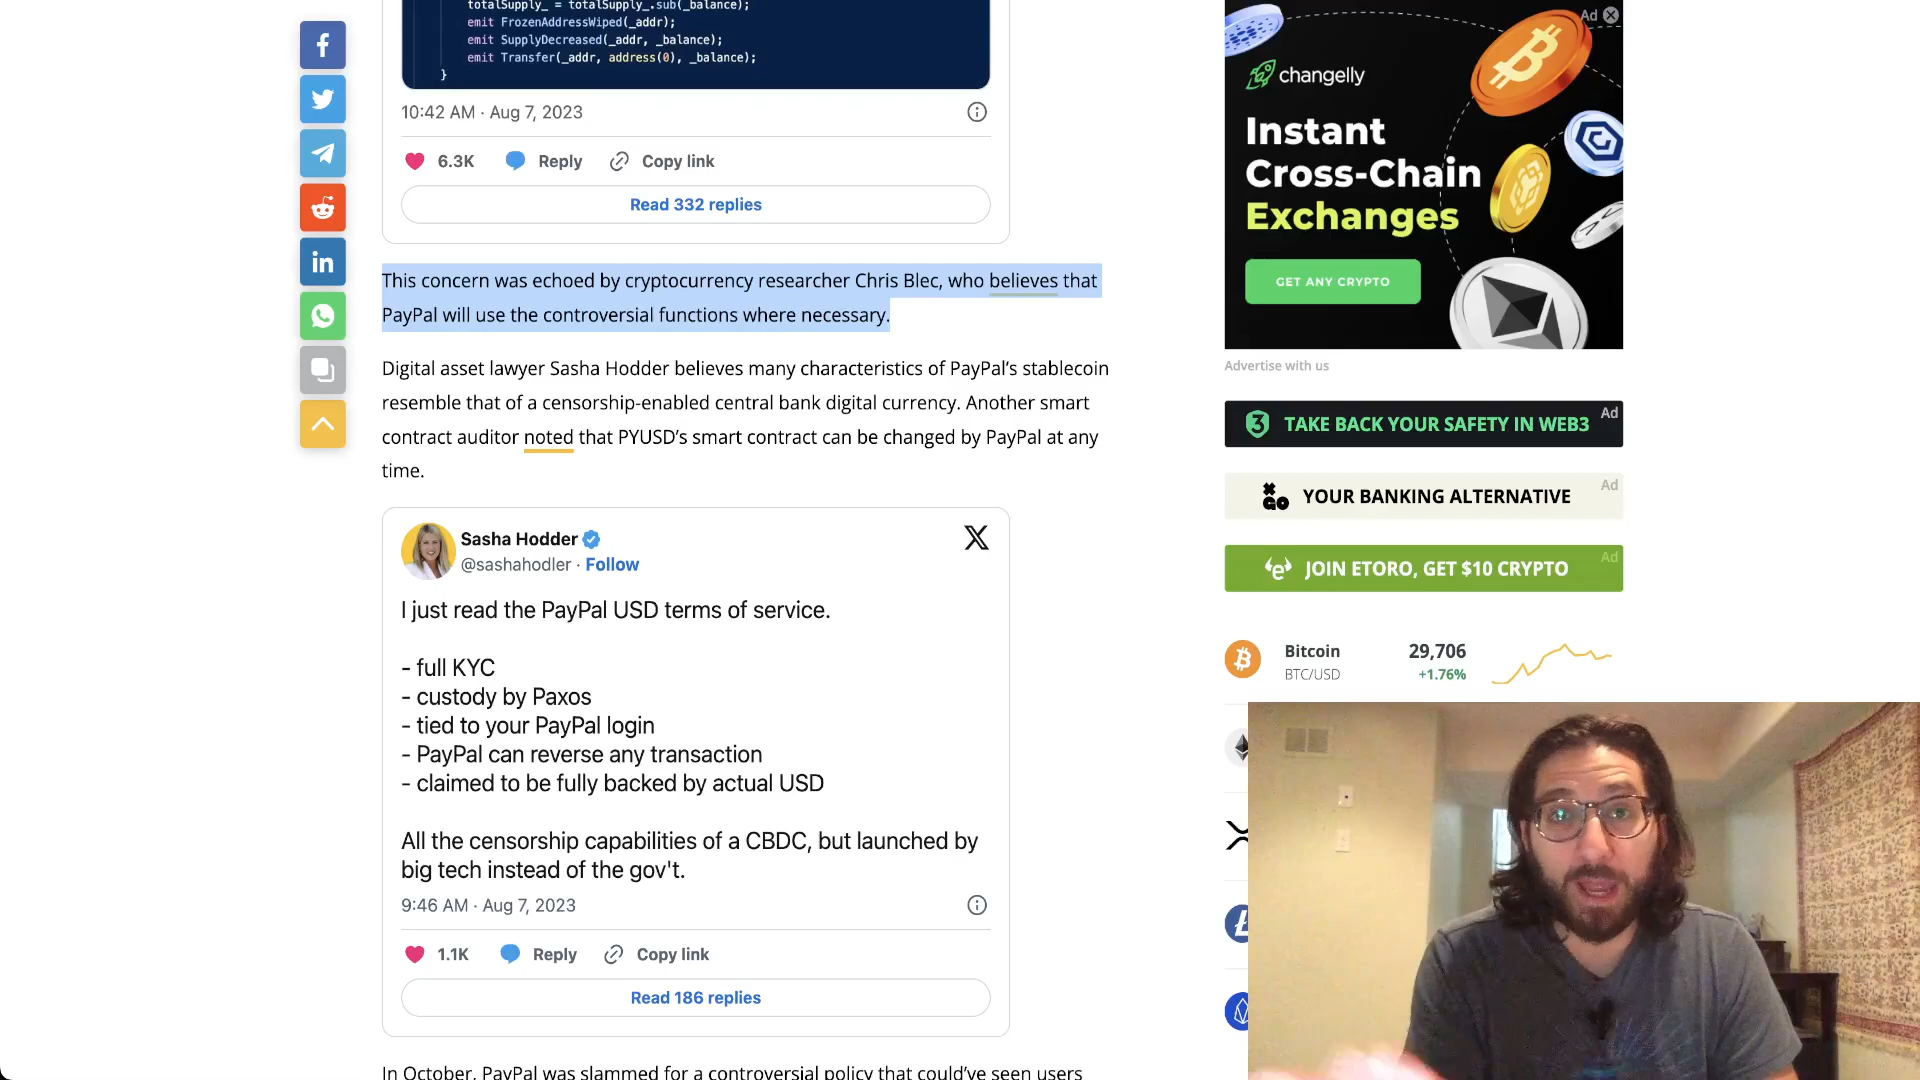 totalSupply_ = totalSupply_.sub(_balance);
emit FrozenAddressWiped(_addr);
emit SupplyDecreased(_addr, _balance);
emit Transfer(_addr, address(0), _balance);
}
10:42 AM · Aug 7, 2023
6.3K Reply Copy link
Read 332 replies
This concern was echoed by cryptocurrency researcher Chris Blec, who believes that
PayPal will use the controversial functions where necessary.
Digital asset lawyer Sasha Hodder believes many characteristics of PayPal’s stablecoin
resemble that of a censorship-enabled central bank digital currency. Another smart
contract auditor noted that PYUSD’s smart contract can be changed by PayPal at any
time.
Sasha Hodder
@sashahodler · Follow
I just read the PayPal USD terms of service.
- full KYC
- custody by Paxos
- tied to your PayPal login
- PayPal can reverse any transaction
- claimed to be fully backed by actual USD
All the censorship capabilities of a CBDC, but launched by
big tech instead of the gov't.
9:46 AM · Aug 7, 2023
1.1K Reply Copy link
Read 186 replies
In October, PayPal was slammed for a controversial policy that could’ve seen users
Ad
changelly
Instant
Cross-Chain
Exchanges
GET ANY CRYPTO
Advertise with us
TAKE BACK YOUR SAFETY IN WEB3 Ad
YOUR BANKING ALTERNATIVE Ad
JOIN ETORO, GET $10 CRYPTO Ad
Bitcoin 29,706
BTC/USD +1.76%